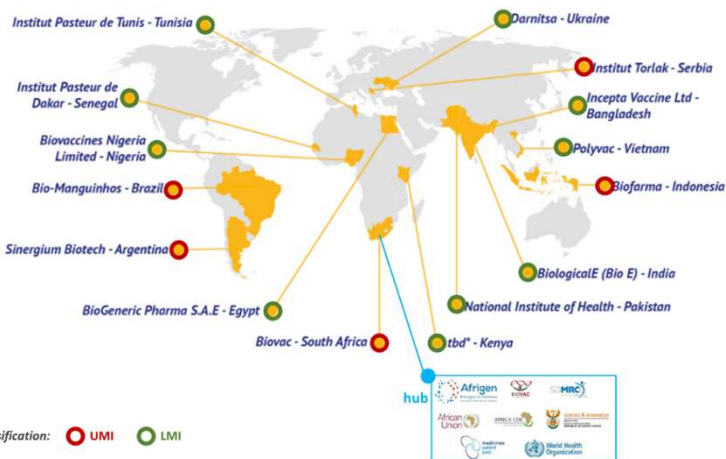 Institut Pasteur de Tunis - Tunisia
Darnitsa - Ukraine
Institut Torlak - Serbia
Institut Pasteur de
Dakar - Senegal
Incepta Vaccine Ltd -
Bangladesh
Biovaccines Nigeria
Limited - Nigeria
Polyvac - Vietnam
Bio-Manguinhos - Brazil
Biofarma - Indonesia
Sinergium Biotech - Argentina
BiologicalE (Bio E) - India
BioGeneric Pharma S.A.E - Egypt
National Institute of Health - Pakistan
Biovac - South Africa
tbd* - Kenya
hub
Afrigen
BIOVAC
SAMRC
African
Union
AFRICA CDC
science & innovation
medicines
patent
pool
World Health
Organization
sification:
UMI
LMI